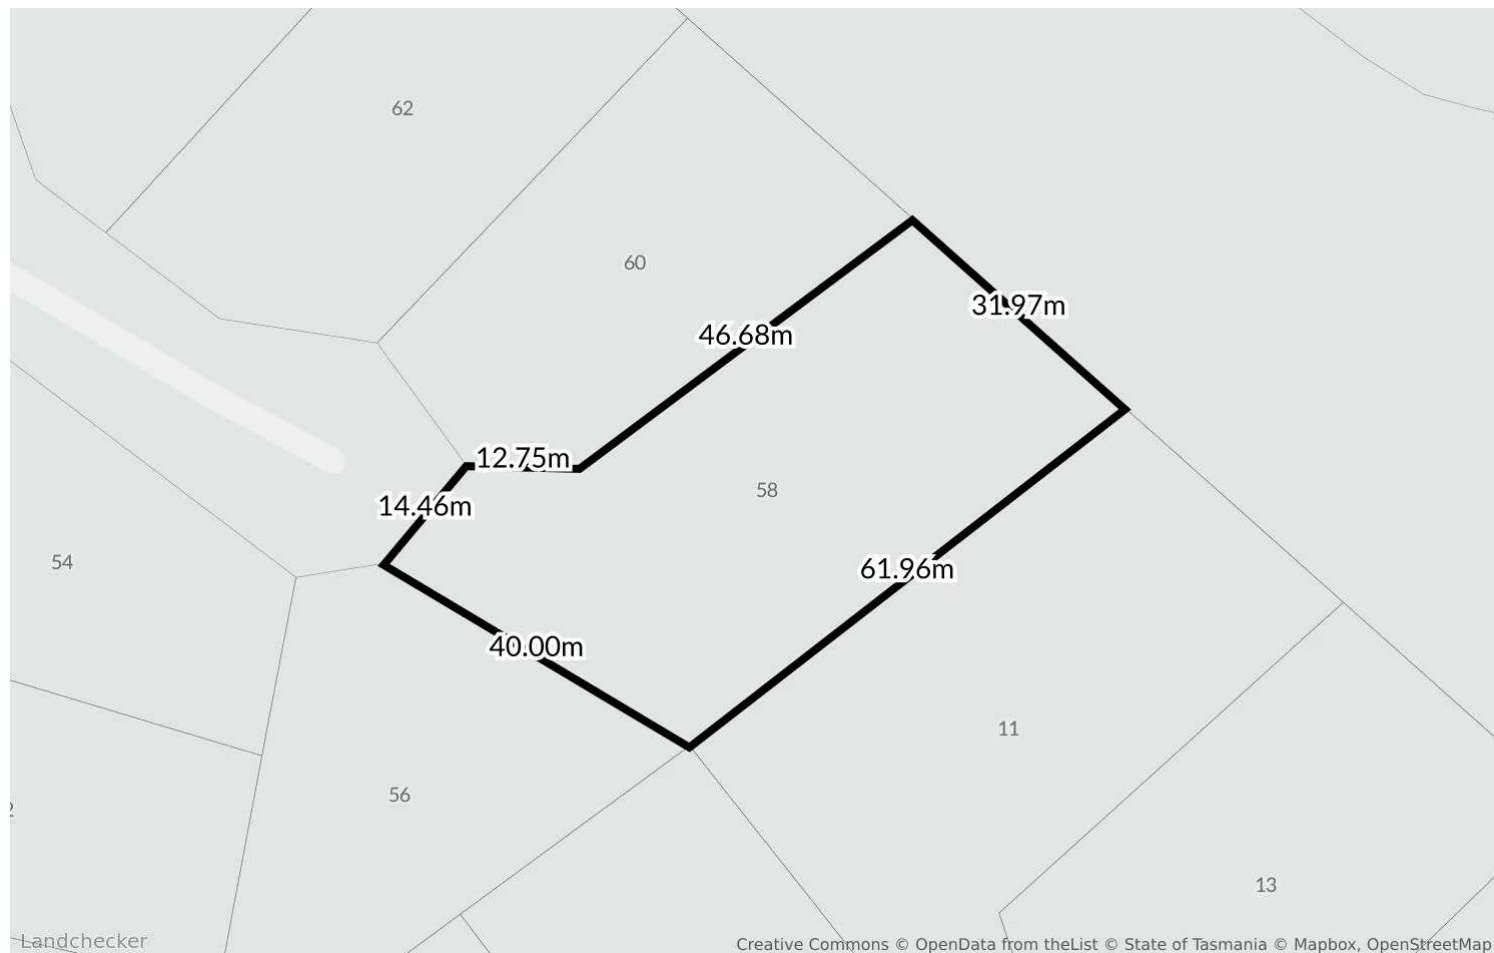 62
60
31.97m
46.68m
12.75m
58
14.46m
54
61.96m
40.00m
11
56
13
Landchecker
Creative Commons © OpenData from theList © State of Tasmania © Mapbox, OpenStreetMap